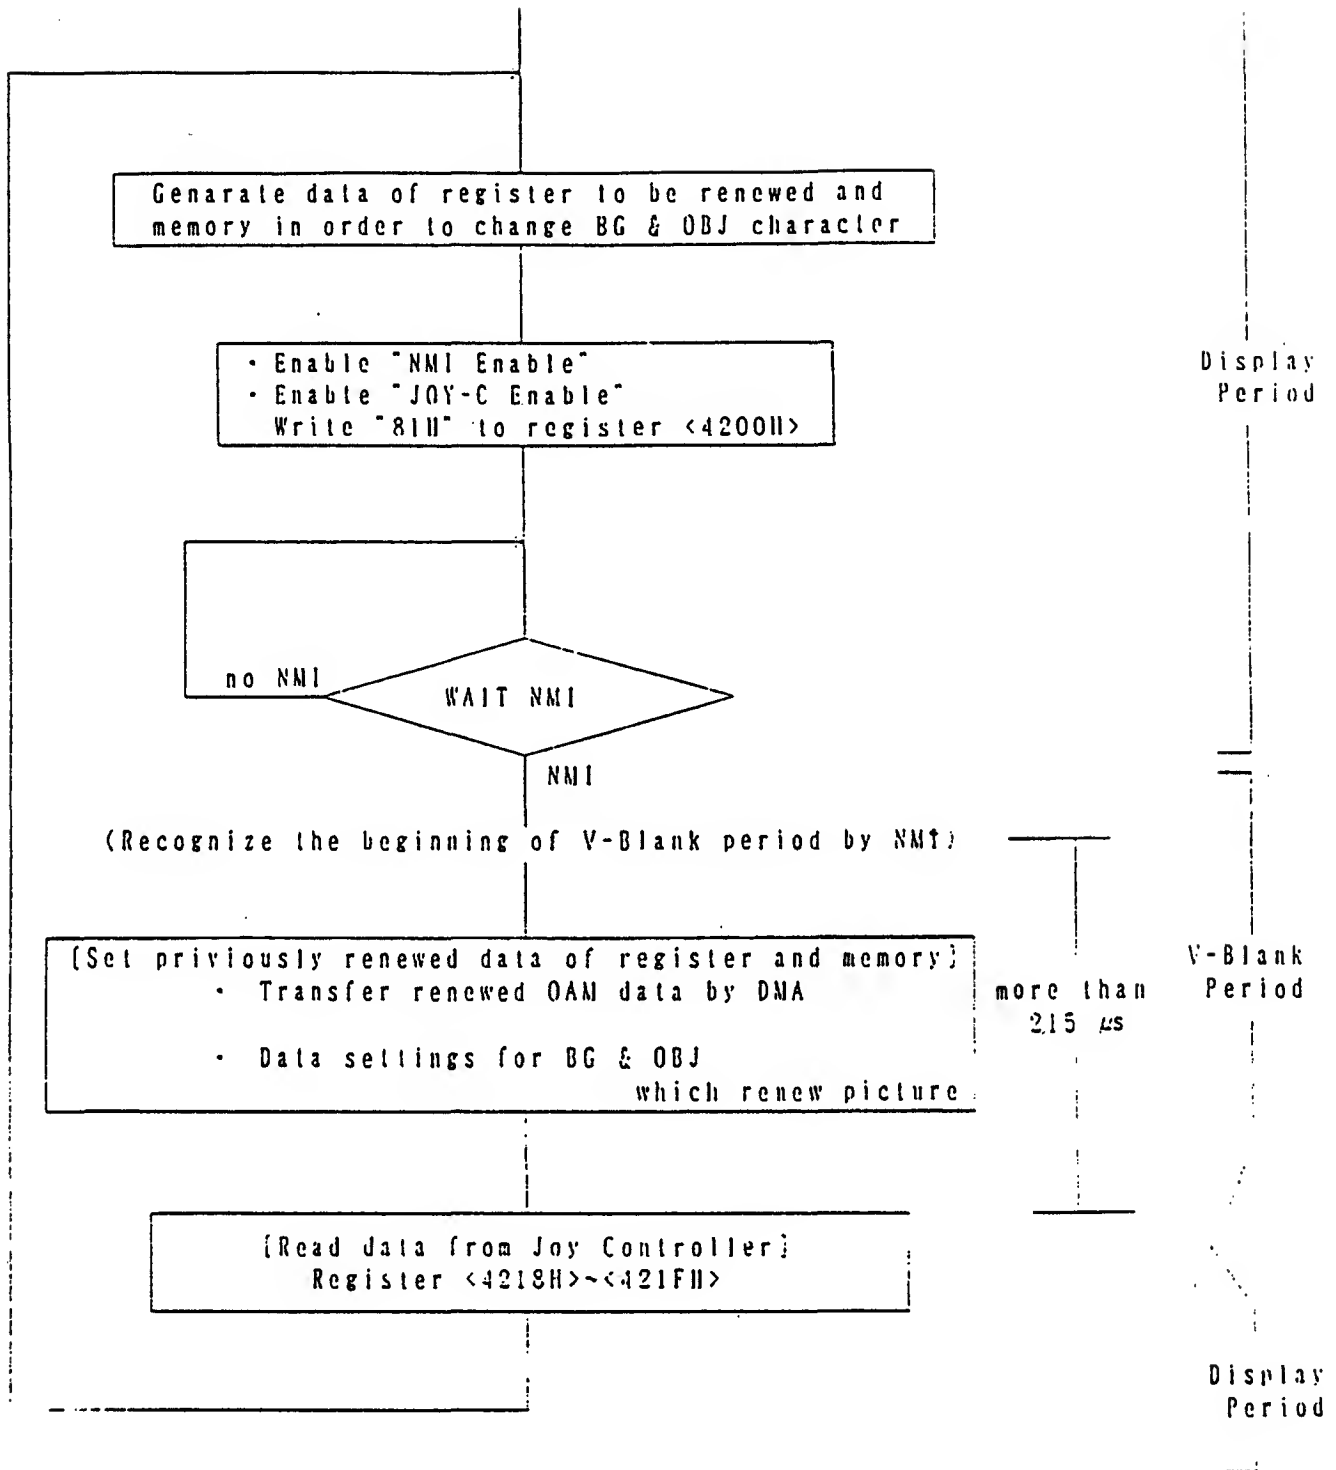 Genarate data of register to be renewed and
memory in order to change BG & OBJ character
· Enable "NMI Enable"
· Enable "JOY-C Enable"
Write "81H" to register <4200H>
Display
Period
no NMI
WAIT NMI
NMI
(Recognize the beginning of V-Blank period by NMI)
[Set priviously renewed data of register and memory]
· Transfer renewed OAM data by DMA
· Data settings for BG & OBJ
which renew picture
more than
215 μs
V-Blank
Period
[Read data from Joy Controller]
Register <4218H>~<421FH>
Display
Period